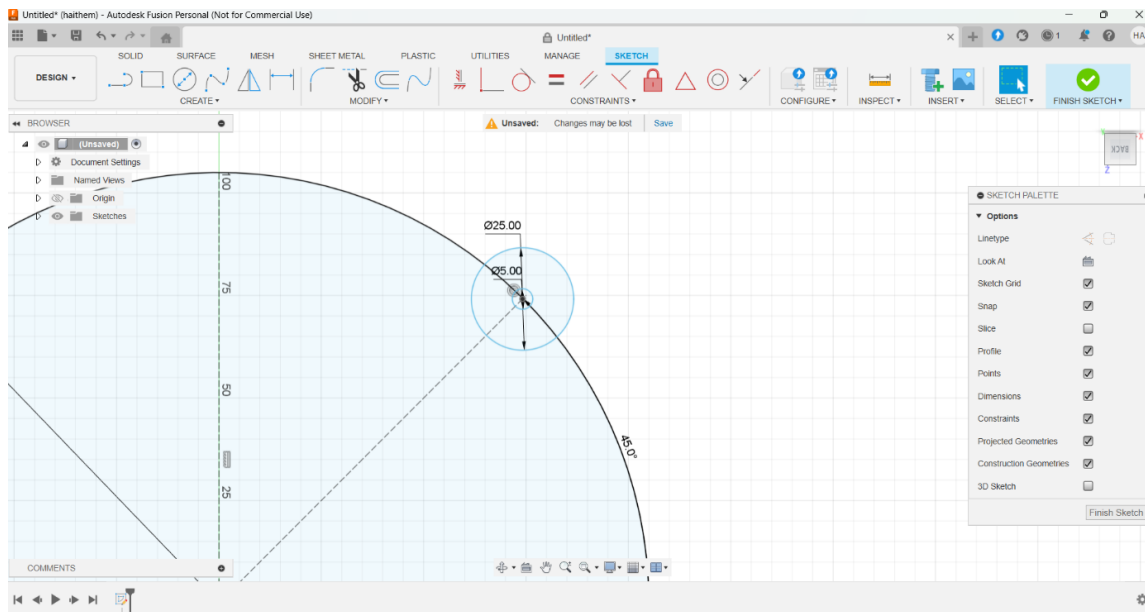 Untitled* (haithem) - Autodesk Fusion Personal (Not for Commercial Use)
Untitled*
1
HA
SOLID SURFACE MESH SHEET METAL PLASTIC UTILITIES MANAGE SKETCH
DESIGN
CREATE MODIFY CONSTRAINTS CONFIGURE INSPECT INSERT SELECT FINISH SKETCH
BROWSER
Unsaved: Changes may be lost Save
(Unsaved)
Document Settings
Named Views
Origin
Sketches
BACK
X
Z
SKETCH PALETTE
Options
Linetype
Look At
Sketch Grid
Snap
Slice
Profile
Points
Dimensions
Constraints
Projected Geometries
Construction Geometries
3D Sketch
Finish Sketch
100
75
50
25
Ø25.00
Ø5.00
45.0°
COMMENTS